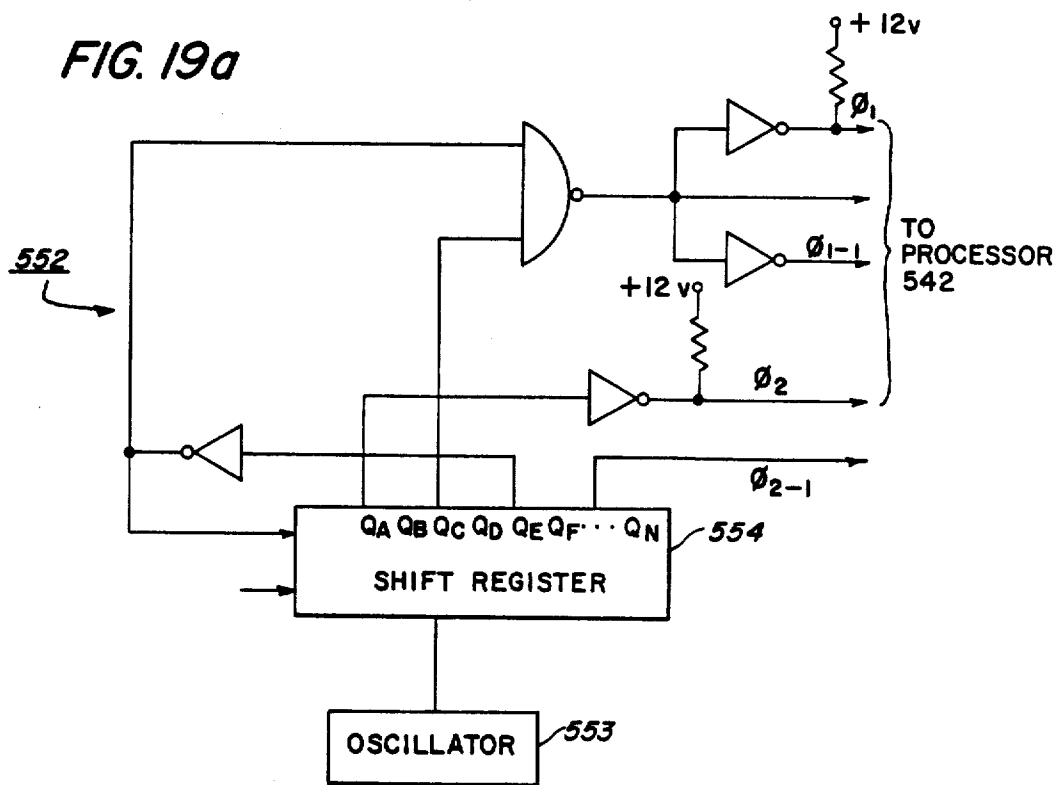 FIG. 19a
+12v
Ø1
TO
PROCESSOR
542
Ø1-1
552
+12v
Ø2
Ø2-1
QA QB QC QD QE QF··· QN
554
SHIFT REGISTER
OSCILLATOR
553